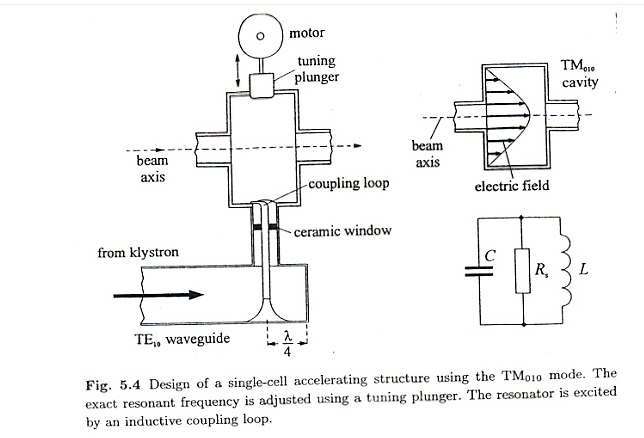 motor
tuning
plunger
TM₀₁₀
cavity
beam
axis
beam
axis
electric field
coupling loop
ceramic window
from klystron
C
Rₛ
L
TE₁₀ waveguide
λ
4
Fig. 5.4 Design of a single-cell accelerating structure using the TM₀₁₀ mode. The
exact resonant frequency is adjusted using a tuning plunger. The resonator is excited
by an inductive coupling loop.